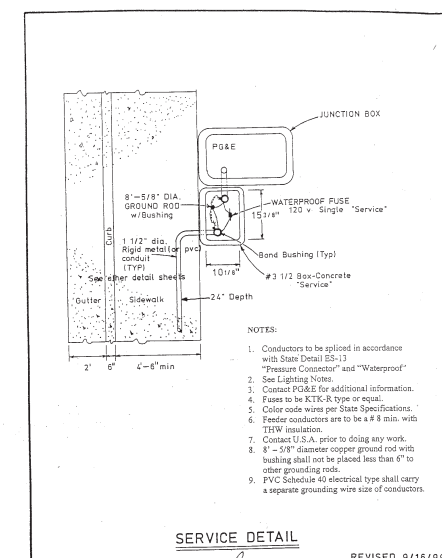 JUNCTION BOX
PG&E
8'-5/8" DIA.
GROUND ROD
w/Bushing
WATERPROOF FUSE
120 v Single "Service"
15 3/8"
1 1/2" dia.
Rigid metal(or pvc)
conduit
(TYP)
See other detail sheets
Curb
Bond Bushing (Typ)
10 1/8"
#3 1/2 Box-Concrete
"Service"
Gutter
Sidewalk
24" Depth
2'
6"
4'-6"min
NOTES:
1. Conductors to be spliced in accordance
with State Detail ES-13
"Pressure Connector" and "Waterproof"
2. See Lighting Notes.
3. Contact PG&E for additional information.
4. Fuses to be KTK-R type or equal.
5. Color code wires per State Specifications.
6. Feeder conductors are to be a # 8 min. with
THW insulation.
7. Contact U.S.A. prior to doing any work.
8. 8' – 5/8" diameter copper ground rod with
bushing shall not be placed less than 6" to
other grounding rods.
9. PVC Schedule 40 electrical type shall carry
a separate grounding wire size of conductors.
SERVICE DETAIL